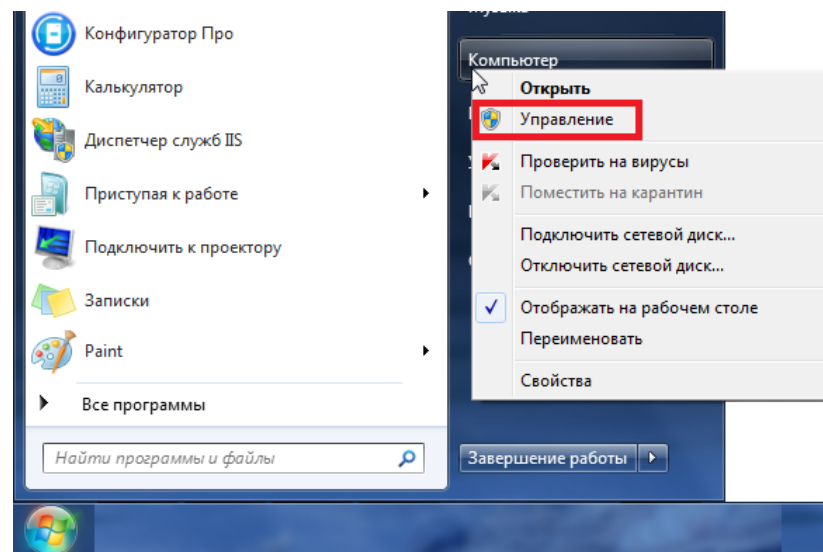 Конфигуратор Про
Калькулятор
Диспетчер служб IIS
Приступая к работе
Подключить к проектору
Записки
Paint
Все программы
Найти программы и файлы
Компьютер
Открыть
Управление
Проверить на вирусы
Поместить на карантин
Подключить сетевой диск...
Отключить сетевой диск...
Отображать на рабочем столе
Переименовать
Свойства
Завершение работы